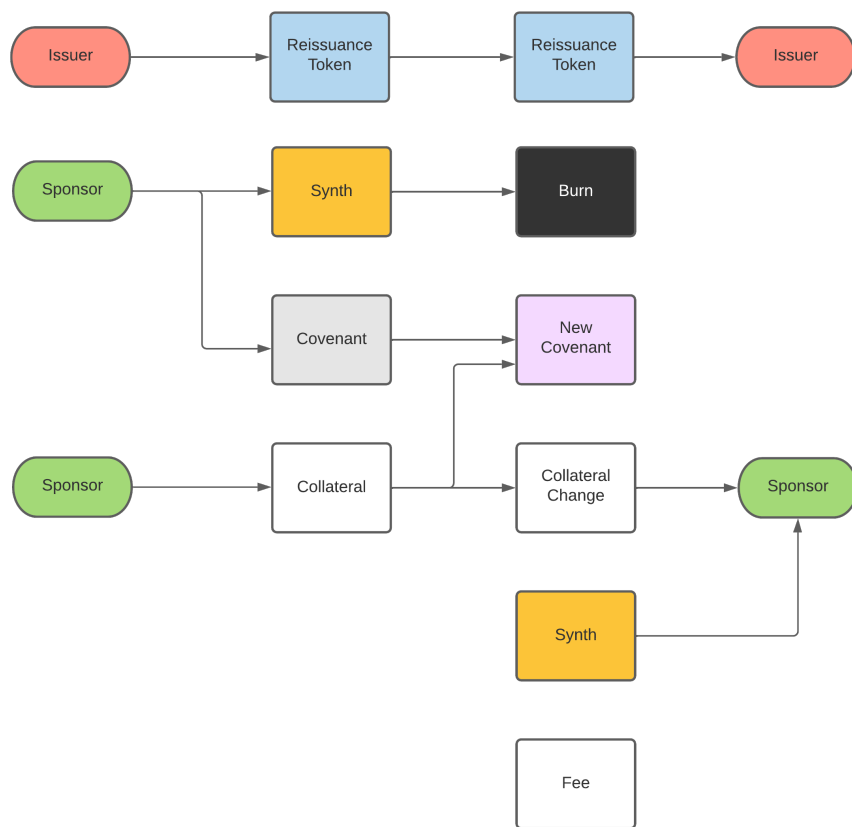 Issuer
Reissuance
Token
Reissuance
Token
Issuer
Sponsor
Synth
Burn
Covenant
New
Covenant
Sponsor
Collateral
Collateral
Change
Sponsor
Synth
Fee